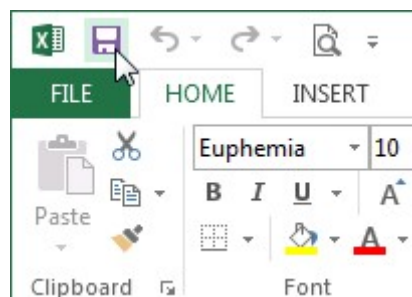 FILE HOME INSERT
Euphemia 10
B I U A
Paste
A
Clipboard Font